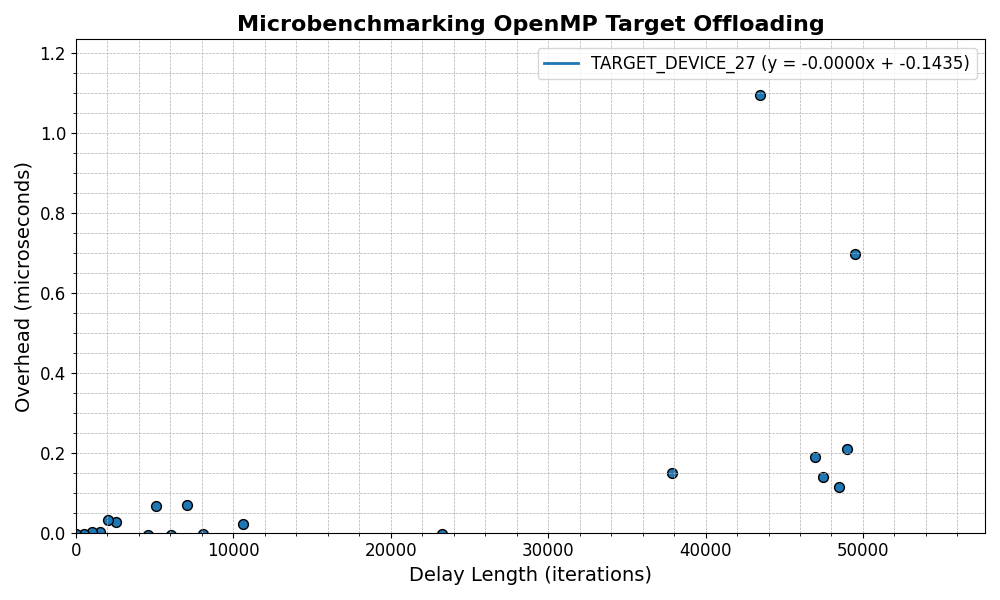 Microbenchmarking OpenMP Target Offloading
TARGET_DEVICE_27 (y = -0.0000x + -0.1435)
Overhead (microseconds)
1.2
1.0
0.8
0.6
0.4
0.2
0.0
0 10000 20000 30000 40000 50000
Delay Length (iterations)